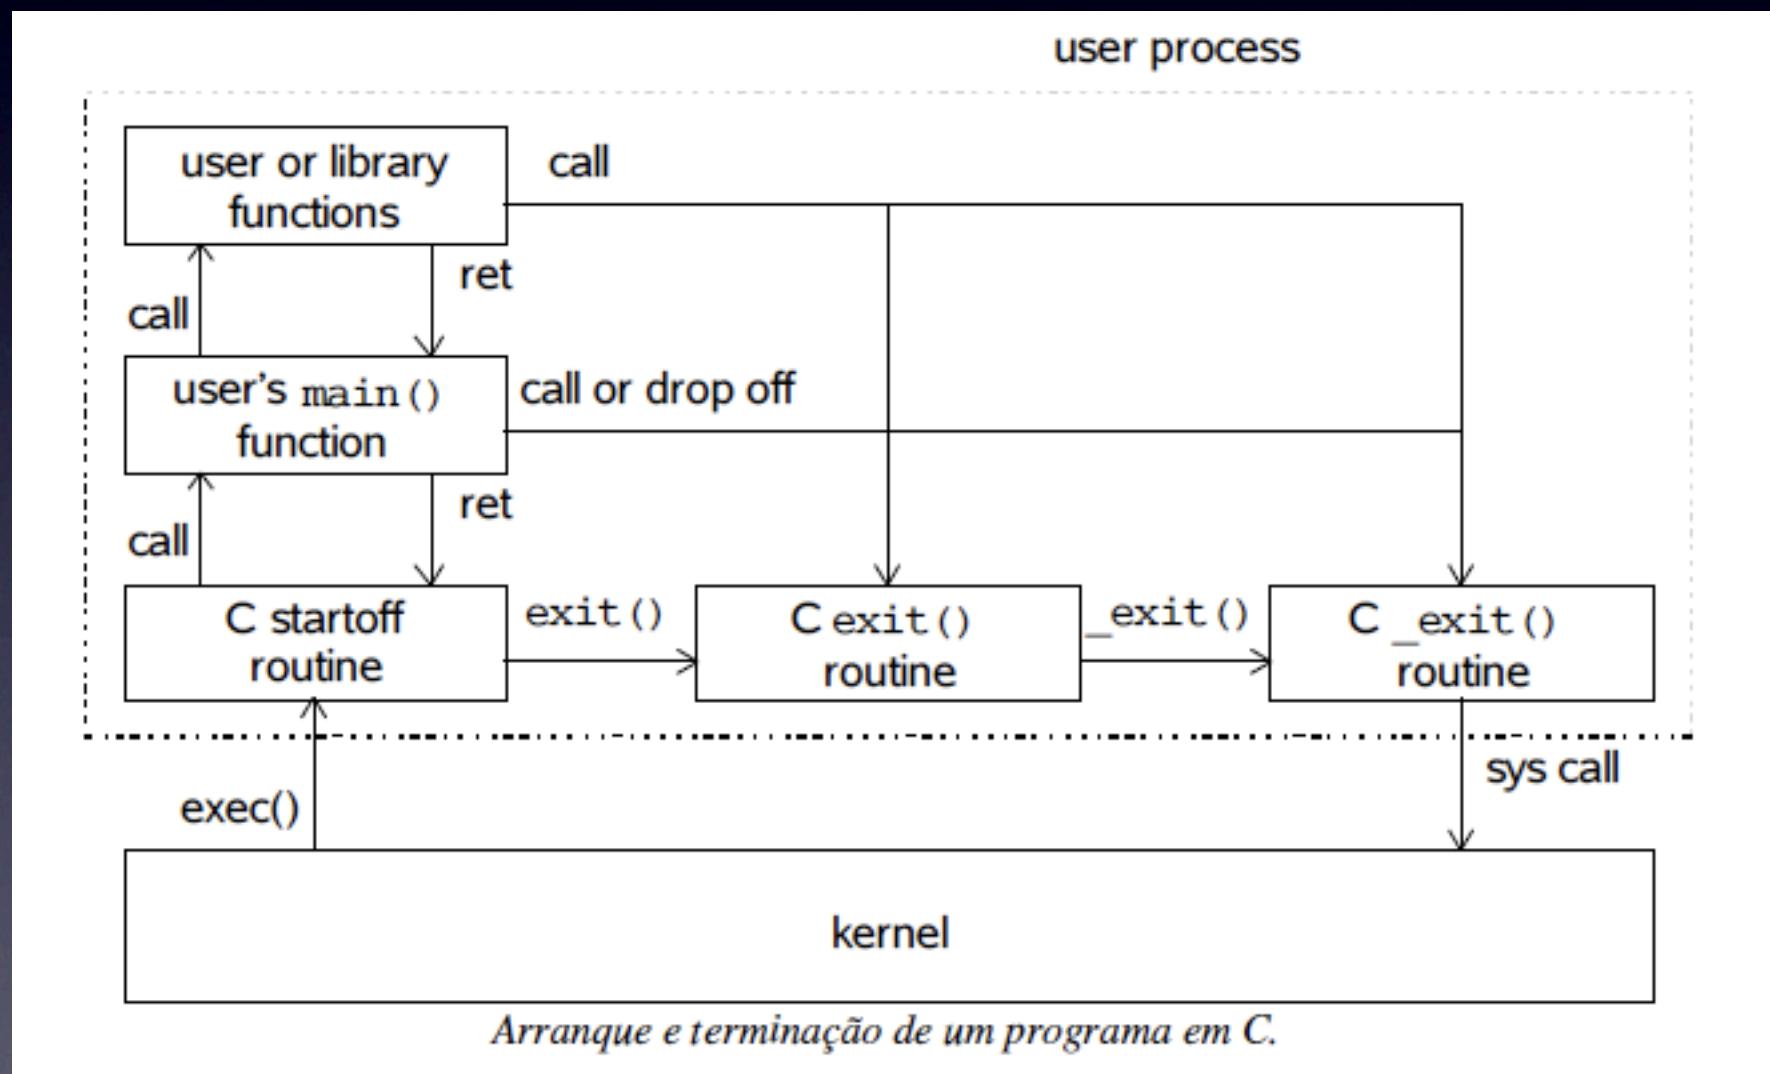 user process
user or library
functions
call
call
ret
user's main()
function
call or drop off
call
ret
C startoff
routine
exit()
C exit()
routine
_exit()
C _exit()
routine
exec()
sys call
kernel
Arranque e terminação de um programa em C.